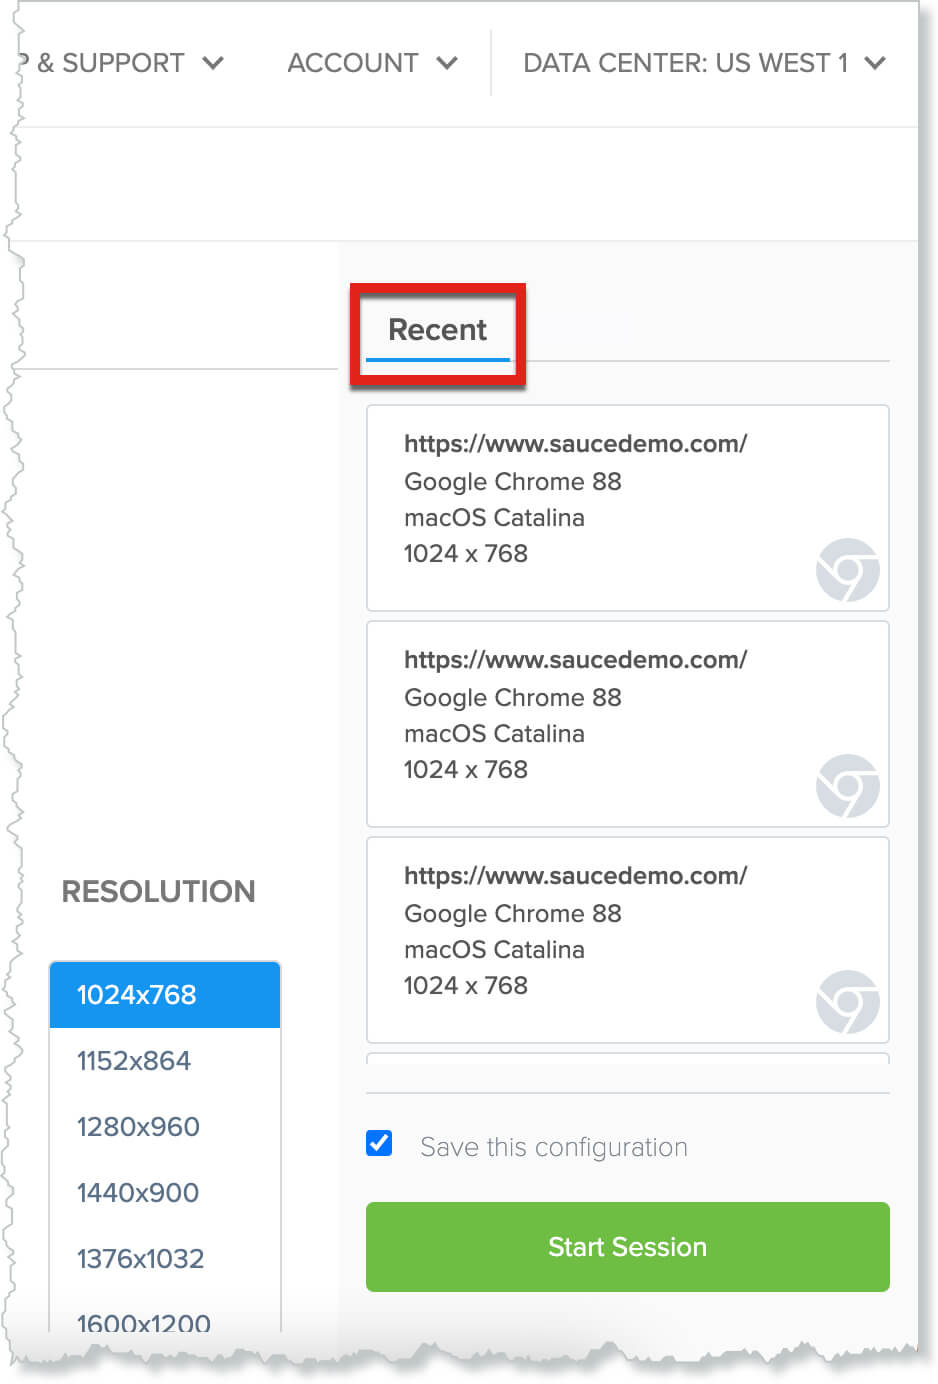 & SUPPORT
ACCOUNT
DATA CENTER: US WEST 1
Recent
https://www.saucedemo.com/
Google Chrome 88
macOS Catalina
1024 x 768
https://www.saucedemo.com/
Google Chrome 88
macOS Catalina
1024 x 768
https://www.saucedemo.com/
Google Chrome 88
macOS Catalina
1024 x 768
RESOLUTION
1024x768
1152x864
1280x960
1440x900
1376x1032
1600x1200
Save this configuration
Start Session